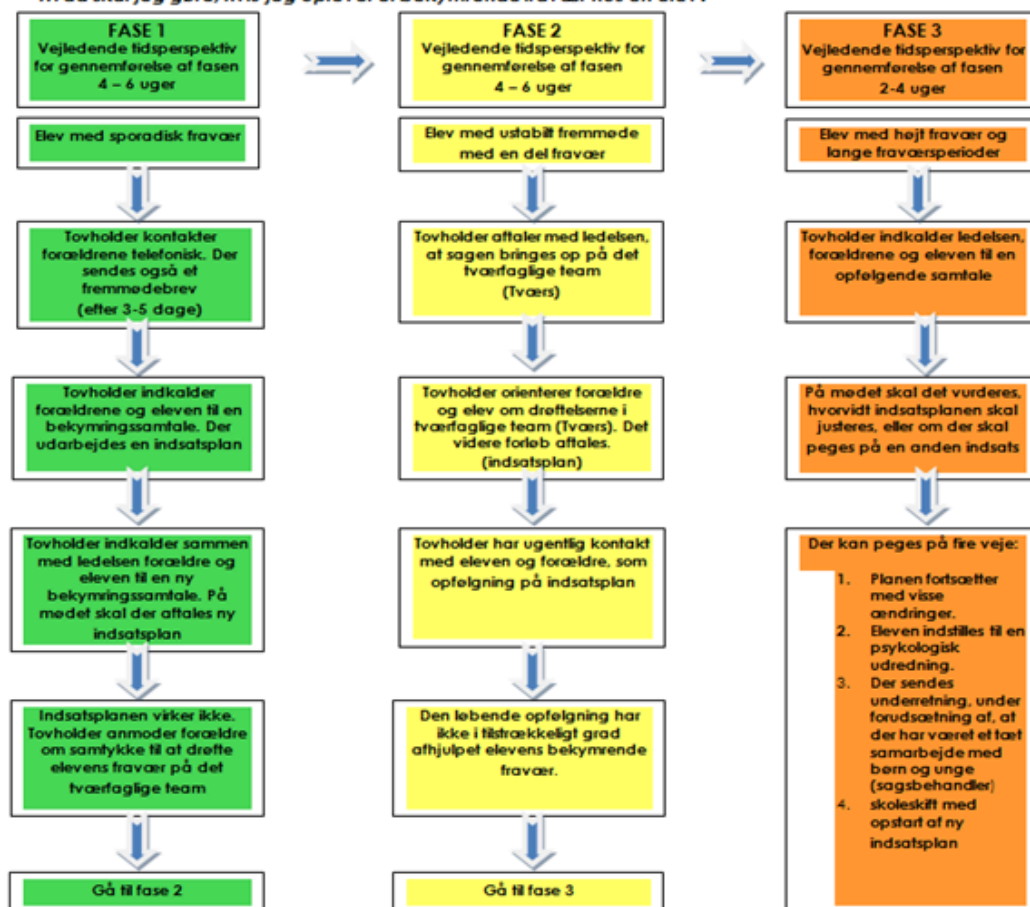 FASE 1
Vejledende tidsperspektiv
for gennemførelse af fasen
4 – 6 uger
Elev med sporadisk fravær
Tovholder kontakter
forældrene telefonisk. Der
sendes også et
fremmødebrev
(efter 3-5 dage)
Tovholder indkalder
forældrene og eleven til en
bekymringssamtale. Der
udarbejdes en indsatsplan
Tovholder indkalder sammen
med ledelsen forældre og
eleven til en ny
bekymringssamtale. På
mødet skal der aftales ny
indsatsplan
Indsatsplanen virker ikke.
Tovholder anmoder forældre
om samtykke til at drøfte
elevens fravær på det
tværfaglige team
Gå til fase 2
FASE 2
Vejledende tidsperspektiv for
gennemførelse af fasen
4 – 6 uger
Elev med ustabilt fremmøde
med en del fravær
Tovholder aftaler med ledelsen,
at sagen bringes op på det
tværfaglige team
(Tværs)
Tovholder orienterer forældre
og elev om drøftelserne i
tværfaglige team (Tværs). Det
videre forløb aftales.
(indsatsplan)
Tovholder har ugentlig kontakt
med eleven og forældre, som
opfølgning på indsatsplan
Den løbende opfølgning har
ikke i tilstrækkeligt grad
afhjulpet elevens bekymrende
fravær.
Gå til fase 3
FASE 3
Vejledende tidsperspektiv for
gennemførelse af fasen
2-4 uger
Elev med højt fravær og
lange fraværsperioder
Tovholder indkalder ledelsen,
forældrene og eleven til en
opfølgende samtale
På mødet skal det vurderes,
hvorvidt indsatsplanen skal
justeres, eller om der skal
peges på en anden indsats
Der kan peges på fire veje:
1. Planen fortsætter
med visse
ændringer.
2. Eleven indstilles til en
psykologisk
udredning.
3. Der sendes
underretning, under
forudsætning af, at
der har været et tæt
samarbejde med
børn og unge
(sagsbehandler)
4. skoleskift med
opstart af ny
indsatsplan